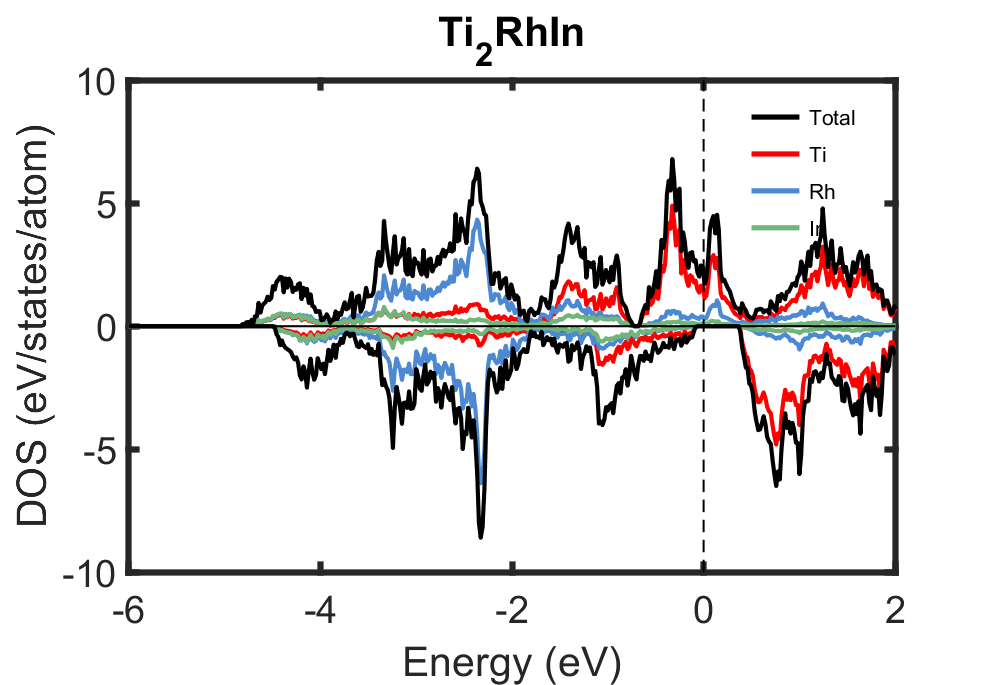 Ti2RhIn
10
5
0
-5
-10
DOS (eV/states/atom)
Total
Ti
Rh
In
-6 -4 -2 0 2
Energy (eV)